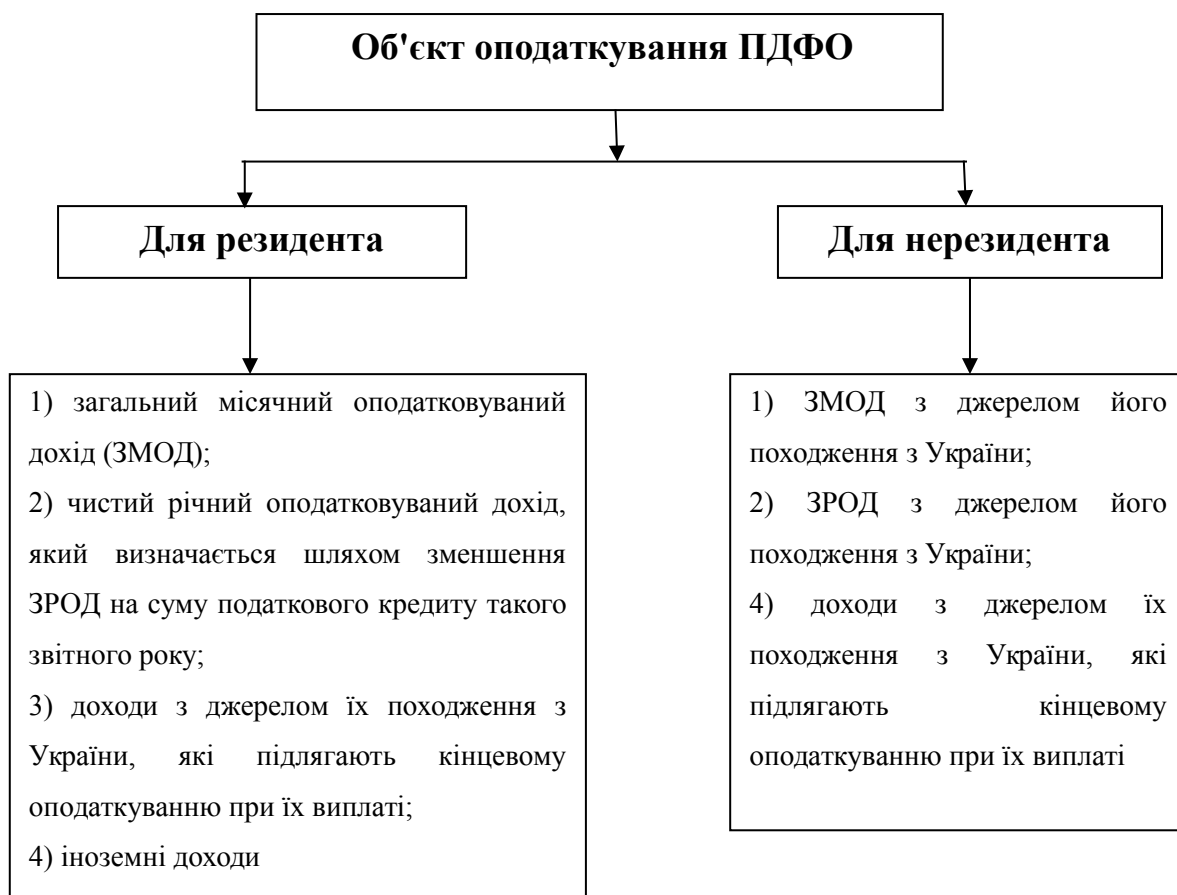 Об'єкт оподаткування ПДФО
Для резидента
Для нерезидента
1) загальний місячний оподатковуваний
дохід (ЗМОД);
2) чистий річний оподатковуваний дохід,
який визначається шляхом зменшення
ЗРОД на суму податкового кредиту такого
звітного року;
3) доходи з джерелом їх походження з
України, які підлягають кінцевому
оподаткуванню при їх виплаті;
4) іноземні доходи
1) ЗМОД з джерелом його
походження з України;
2) ЗРОД з джерелом його
походження з України;
4) доходи з джерелом їх
походження з України, які
підлягають кінцевому
оподаткуванню при їх виплаті